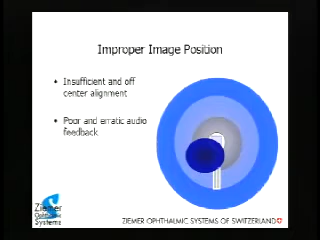 Improper Image Position
• Insufficient and off
center alignment
• Poor and erratic audio
feedback
Ziemer
Ophthalmic
Systems
ZIEMER OPHTHALMIC SYSTEMS OF SWITZERLAND